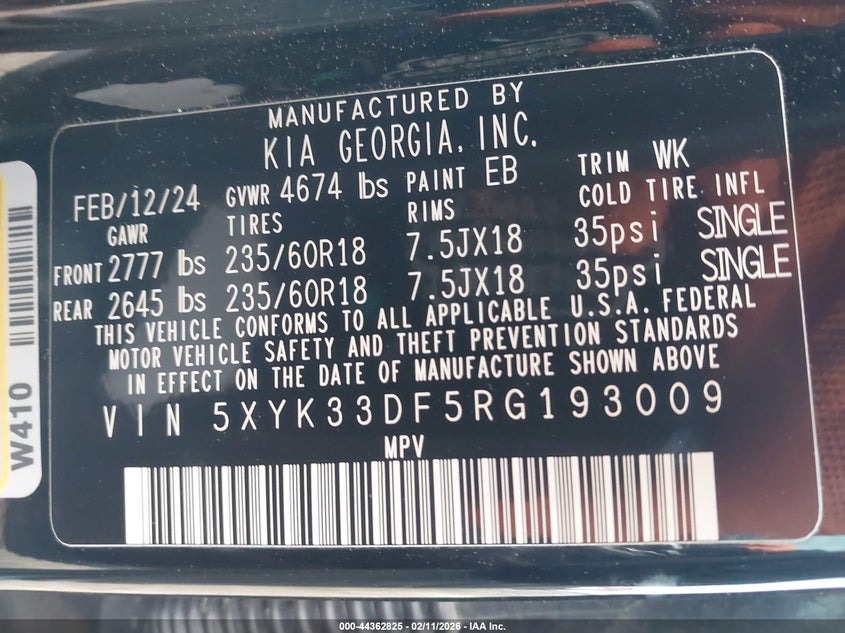 MANUFACTURED BY
KIA GEORGIA, INC.
FEB/12/24 GVWR 4674 lbs PAINT EB TRIM WK
GAWR TIRES RIMS COLD TIRE INFL
FRONT 2777 lbs 235/60R18 7.5JX18 35psi SINGLE
REAR 2645 lbs 235/60R18 7.5JX18 35psi SINGLE
THIS VEHICLE CONFORMS TO ALL APPLICABLE U.S.A. FEDERAL
MOTOR VEHICLE SAFETY AND THEFT PREVENTION STANDARDS
IN EFFECT ON THE DATE OF MANUFACTURE SHOWN ABOVE
VIN 5XYK33DF5RG193009
MPV
W410
000-44362825 - 02/11/2026 - IAA Inc.